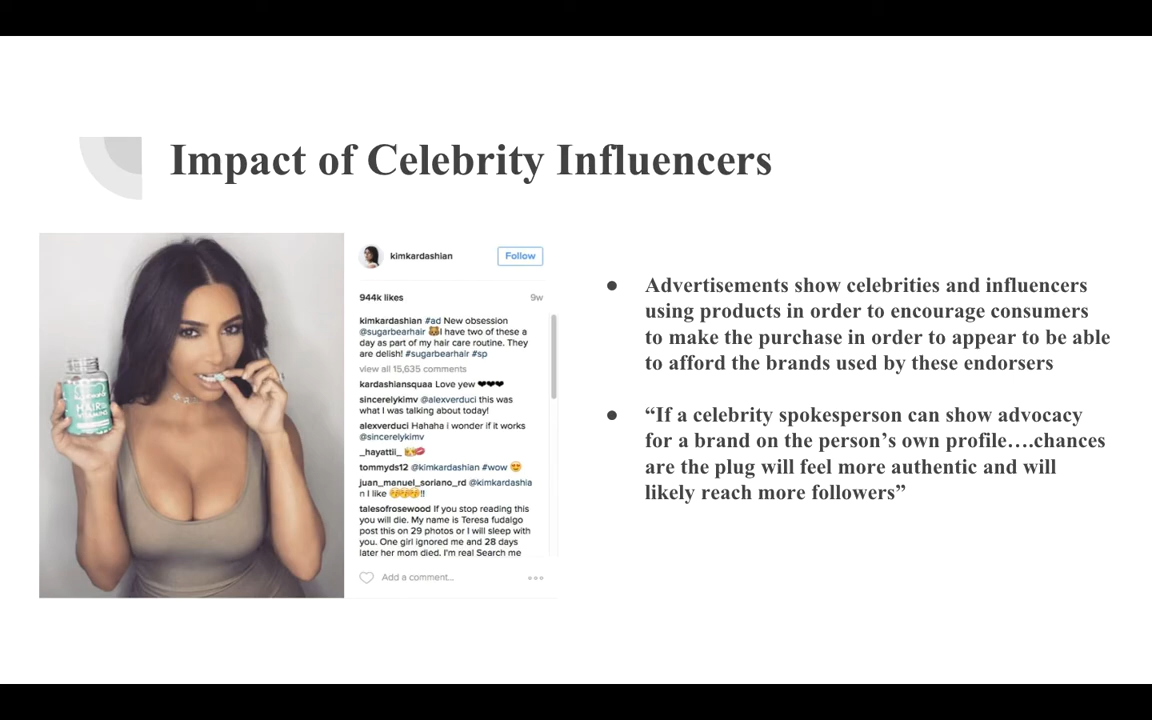 Impact of Celebrity Influencers
HAIR
kimkardashian
Follow
944k likes
9w
kimkardashian #ad New obsession
@sugarbearhair 🐻I have two of these a
day as part of my hair care routine. They
are delish! #sugarbearhair #sp
view all 15,635 comments
kardashiansquaa Love yew ❤❤❤
sincerelykimv @alexverduci this was
what I was talking about today!
alexverduci Hahaha i wonder if it works
@sincerelykimv
_hayattii_
tommyds12 @kimkardashian #wow 😍
juan_manuel_soriano_rd @kimkardashia
n I like 😚😚😚!!
talesofrosewood If you stop reading this
you will die. My name is Teresa fudalgo
post this on 29 photos or I will sleep with
you. One girl ignored me and 28 days
later her mom died. I'm real Search me
Add a comment...
● Advertisements show celebrities and influencers
using products in order to encourage consumers
to make the purchase in order to appear to be able
to afford the brands used by these endorsers
● “If a celebrity spokesperson can show advocacy
for a brand on the person’s own profile….chances
are the plug will feel more authentic and will
likely reach more followers”